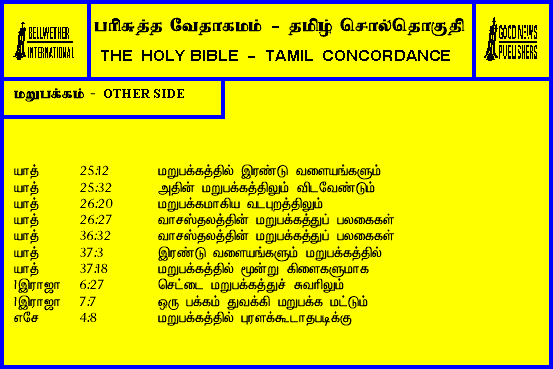 BELLWETHER
INTERNATIONAL
பரிசுத்த வேதாகமம் - தமிழ் சொல்தொகுதி
THE HOLY BIBLE - TAMIL CONCORDANCE
GOOD NEWS
PUBLISHERS
மறுபக்கம் - OTHER SIDE
யாத் 25:12 மறுபக்கத்தில் இரண்டு வளையங்களும்
யாத் 25:32 அதின் மறுபக்கத்திலும் விடவேண்டும்
யாத் 26:20 மறுபக்கமாகிய வடபுறத்திலும்
யாத் 26:27 வாசஸ்தலத்தின் மறுபக்கத்துப் பலகைகள்
யாத் 36:32 வாசஸ்தலத்தின் மறுபக்கத்துப் பலகைகள்
யாத் 37:3 இரண்டு வளையங்களும் மறுபக்கத்தில்
யாத் 37:18 மறுபக்கத்தில் மூன்று கிளைகளுமாக
1இராஜா 6:27 செட்டை மறுபக்கத்துச் சுவரிலும்
1இராஜா 7:7 ஒரு பக்கம் துவக்கி மறுபக்க மட்டும்
எசே 4:8 மறுபக்கத்தில் புரளக்கூடாதபடிக்கு